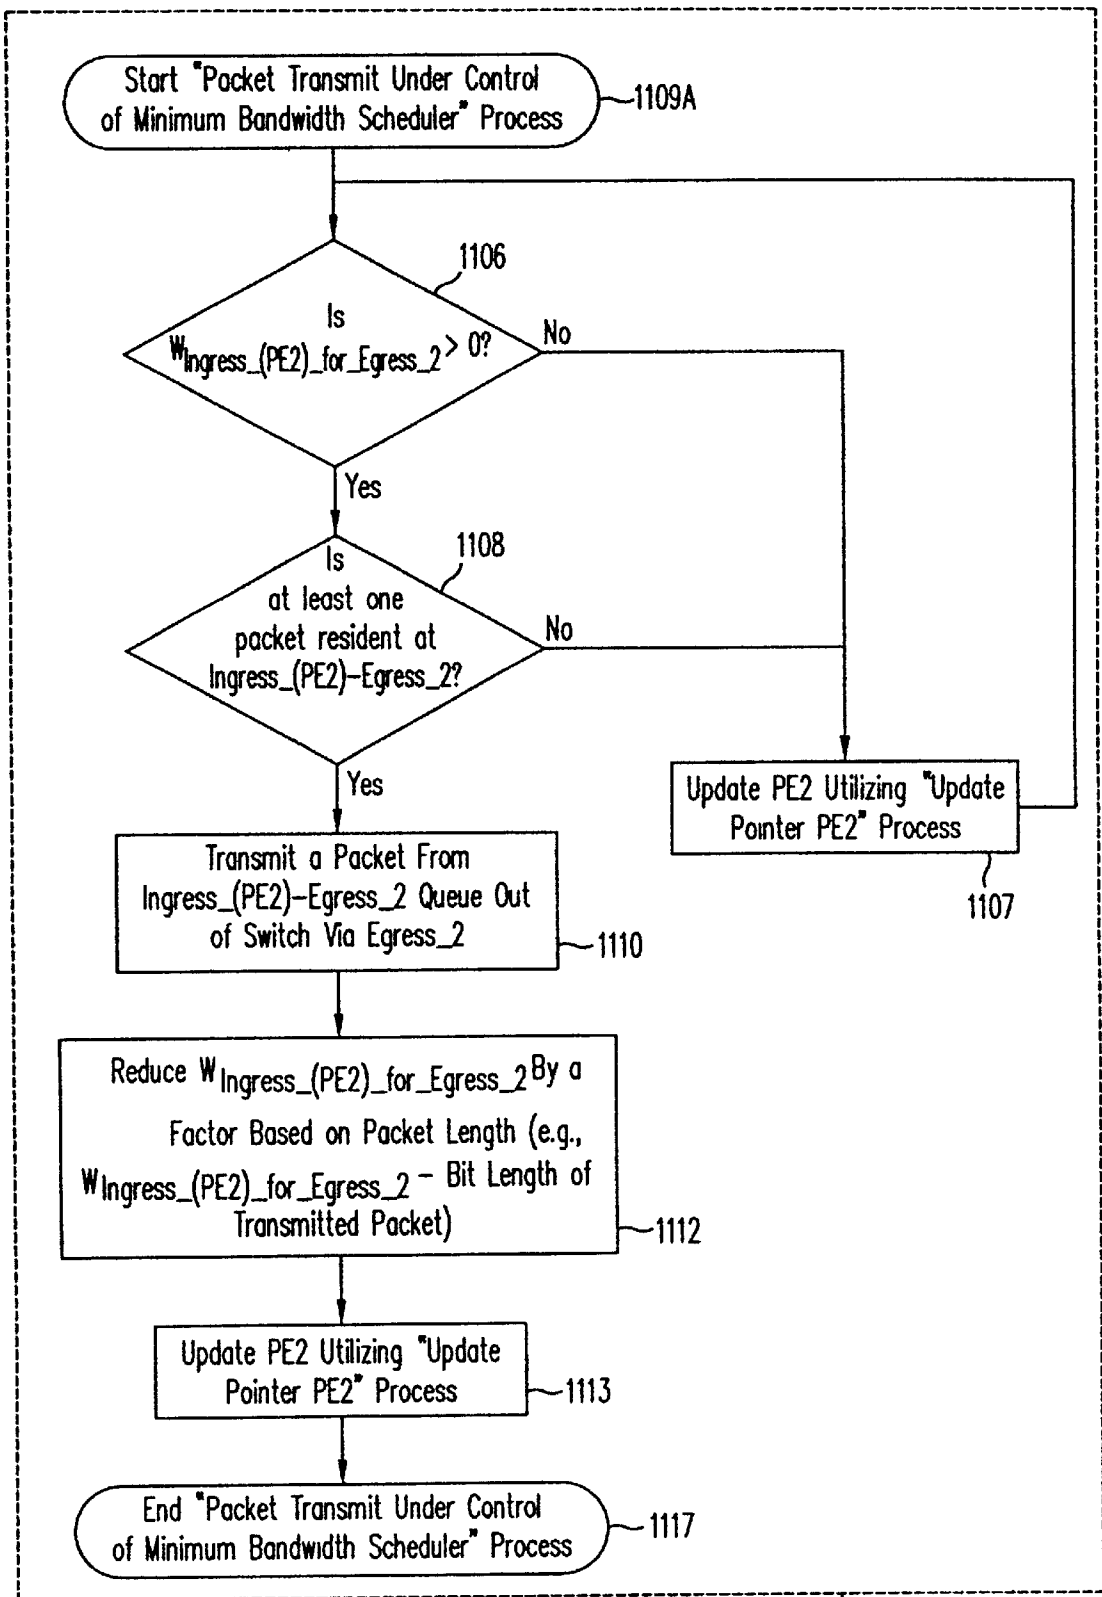 Start "Packet Transmit Under Control
of Minimum Bandwidth Scheduler" Process
1109A
1106
Is
WIngress_(PE2)_for_Egress_2 > 0?
No
Yes
1108
Is
at least one
packet resident at
Ingress_(PE2)-Egress_2?
No
Yes
Update PE2 Utilizing "Update
Pointer PE2" Process
1107
Transmit a Packet From
Ingress_(PE2)-Egress_2 Queue Out
of Switch Via Egress_2
1110
Reduce WIngress_(PE2)_for_Egress_2 By a
Factor Based on Packet Length (e.g.,
WIngress_(PE2)_for_Egress_2 - Bit Length of
Transmitted Packet)
1112
Update PE2 Utilizing "Update
Pointer PE2" Process
1113
End "Packet Transmit Under Control
of Minimum Bandwidth Scheduler" Process
1117